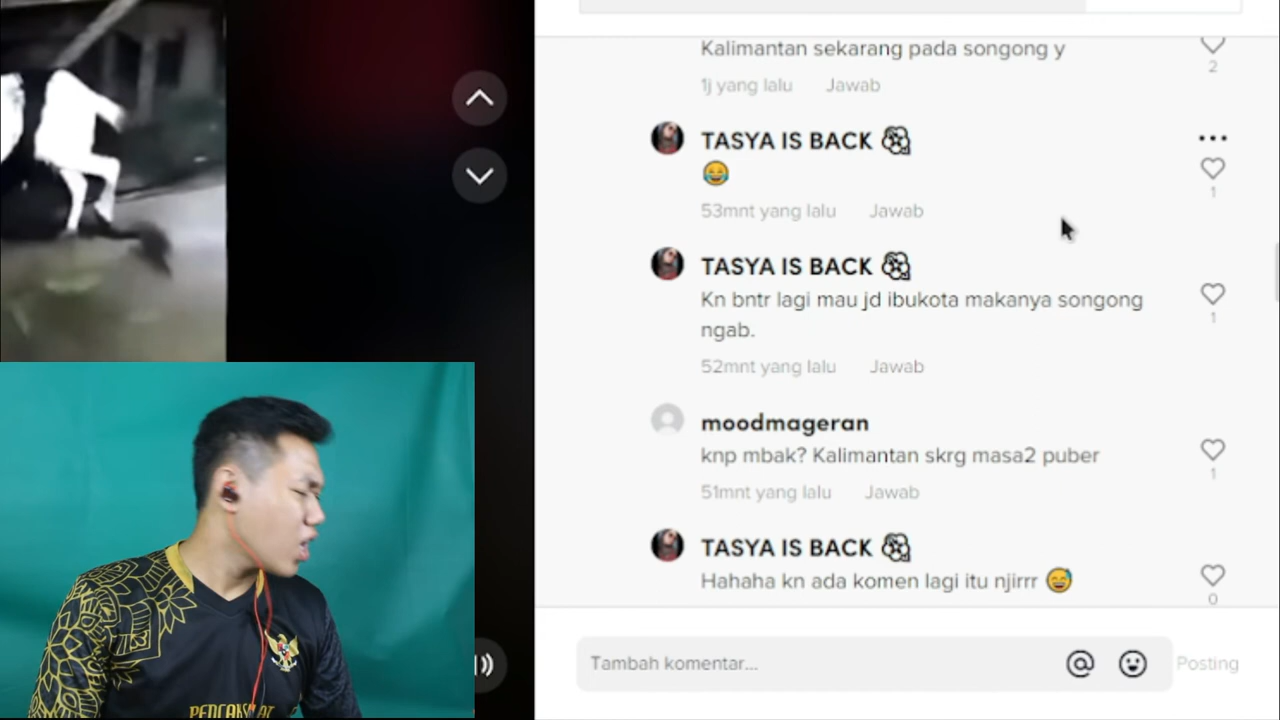 Kalimantan sekarang pada songong y
2
1j yang lalu Jawab
TASYA IS BACK
😂
1
53mnt yang lalu Jawab
TASYA IS BACK
Kn bntr lagi mau jd ibukota makanya songong
ngab.
1
52mnt yang lalu Jawab
moodmageran
knp mbak? Kalimantan skrg masa2 puber
1
51mnt yang lalu Jawab
TASYA IS BACK
Hahaha kn ada komen lagi itu njirrr 😅
0
Tambah komentar... @ Posting